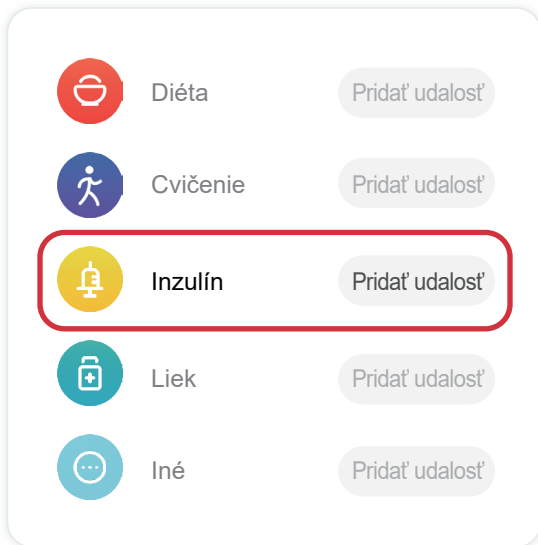 Diéta Pridať udalosť
Cvičenie Pridať udalosť
Inzulín Pridať udalosť
Liek Pridať udalosť
Iné Pridať udalosť